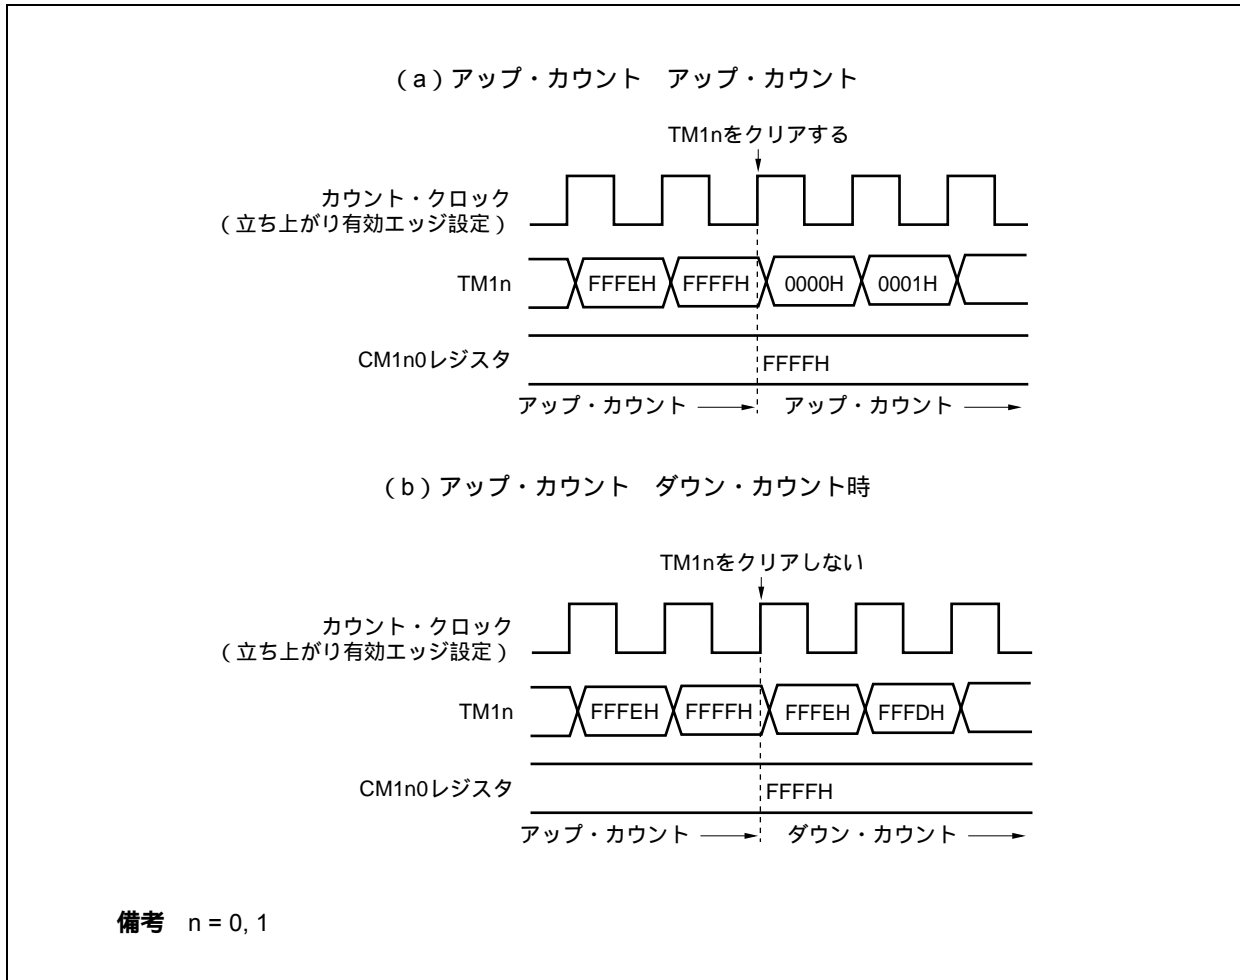 （a）アップ・カウント　アップ・カウント
TM1nをクリアする
カウント・クロック
（立ち上がり有効エッジ設定）
TM1n
FFFEH FFFFH 0000H 0001H
CM1n0レジスタ
FFFFH
アップ・カウント アップ・カウント
（b）アップ・カウント　ダウン・カウント時
TM1nをクリアしない
カウント・クロック
（立ち上がり有効エッジ設定）
TM1n
FFFEH FFFFH FFFEH FFFDH
CM1n0レジスタ
FFFFH
アップ・カウント ダウン・カウント
備考　n = 0, 1